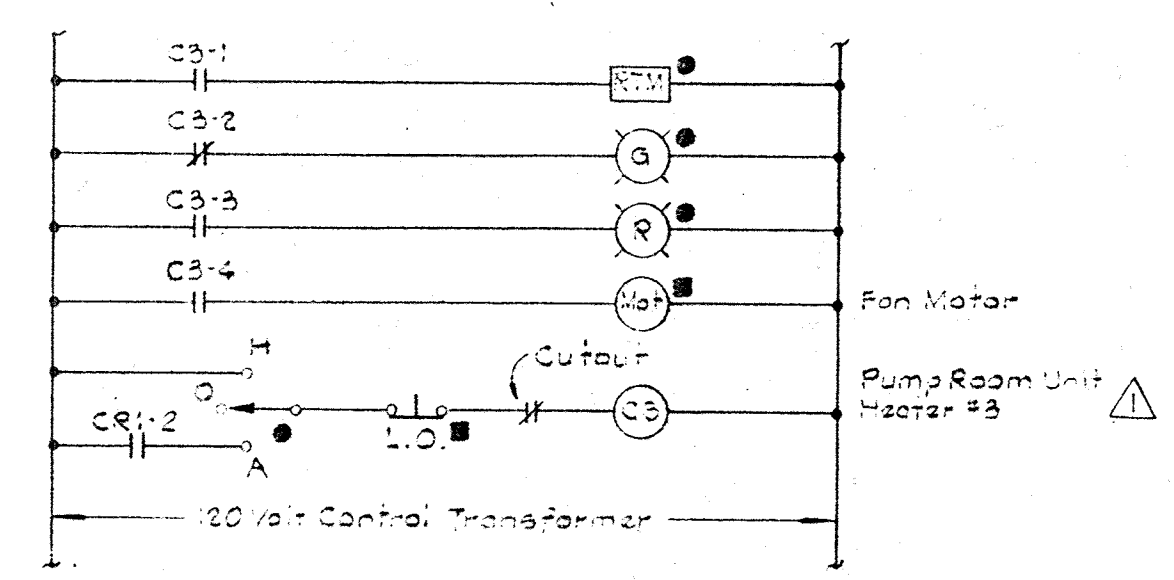 C3-1
RTM
C3-2
G
C3-3
R
C3-4
Mot
Fan Motor
H
Cutout
O
C3
Pump Room Unit
Heater #3
1
CR1-2
L.O.
A
120 Volt Control Transformer